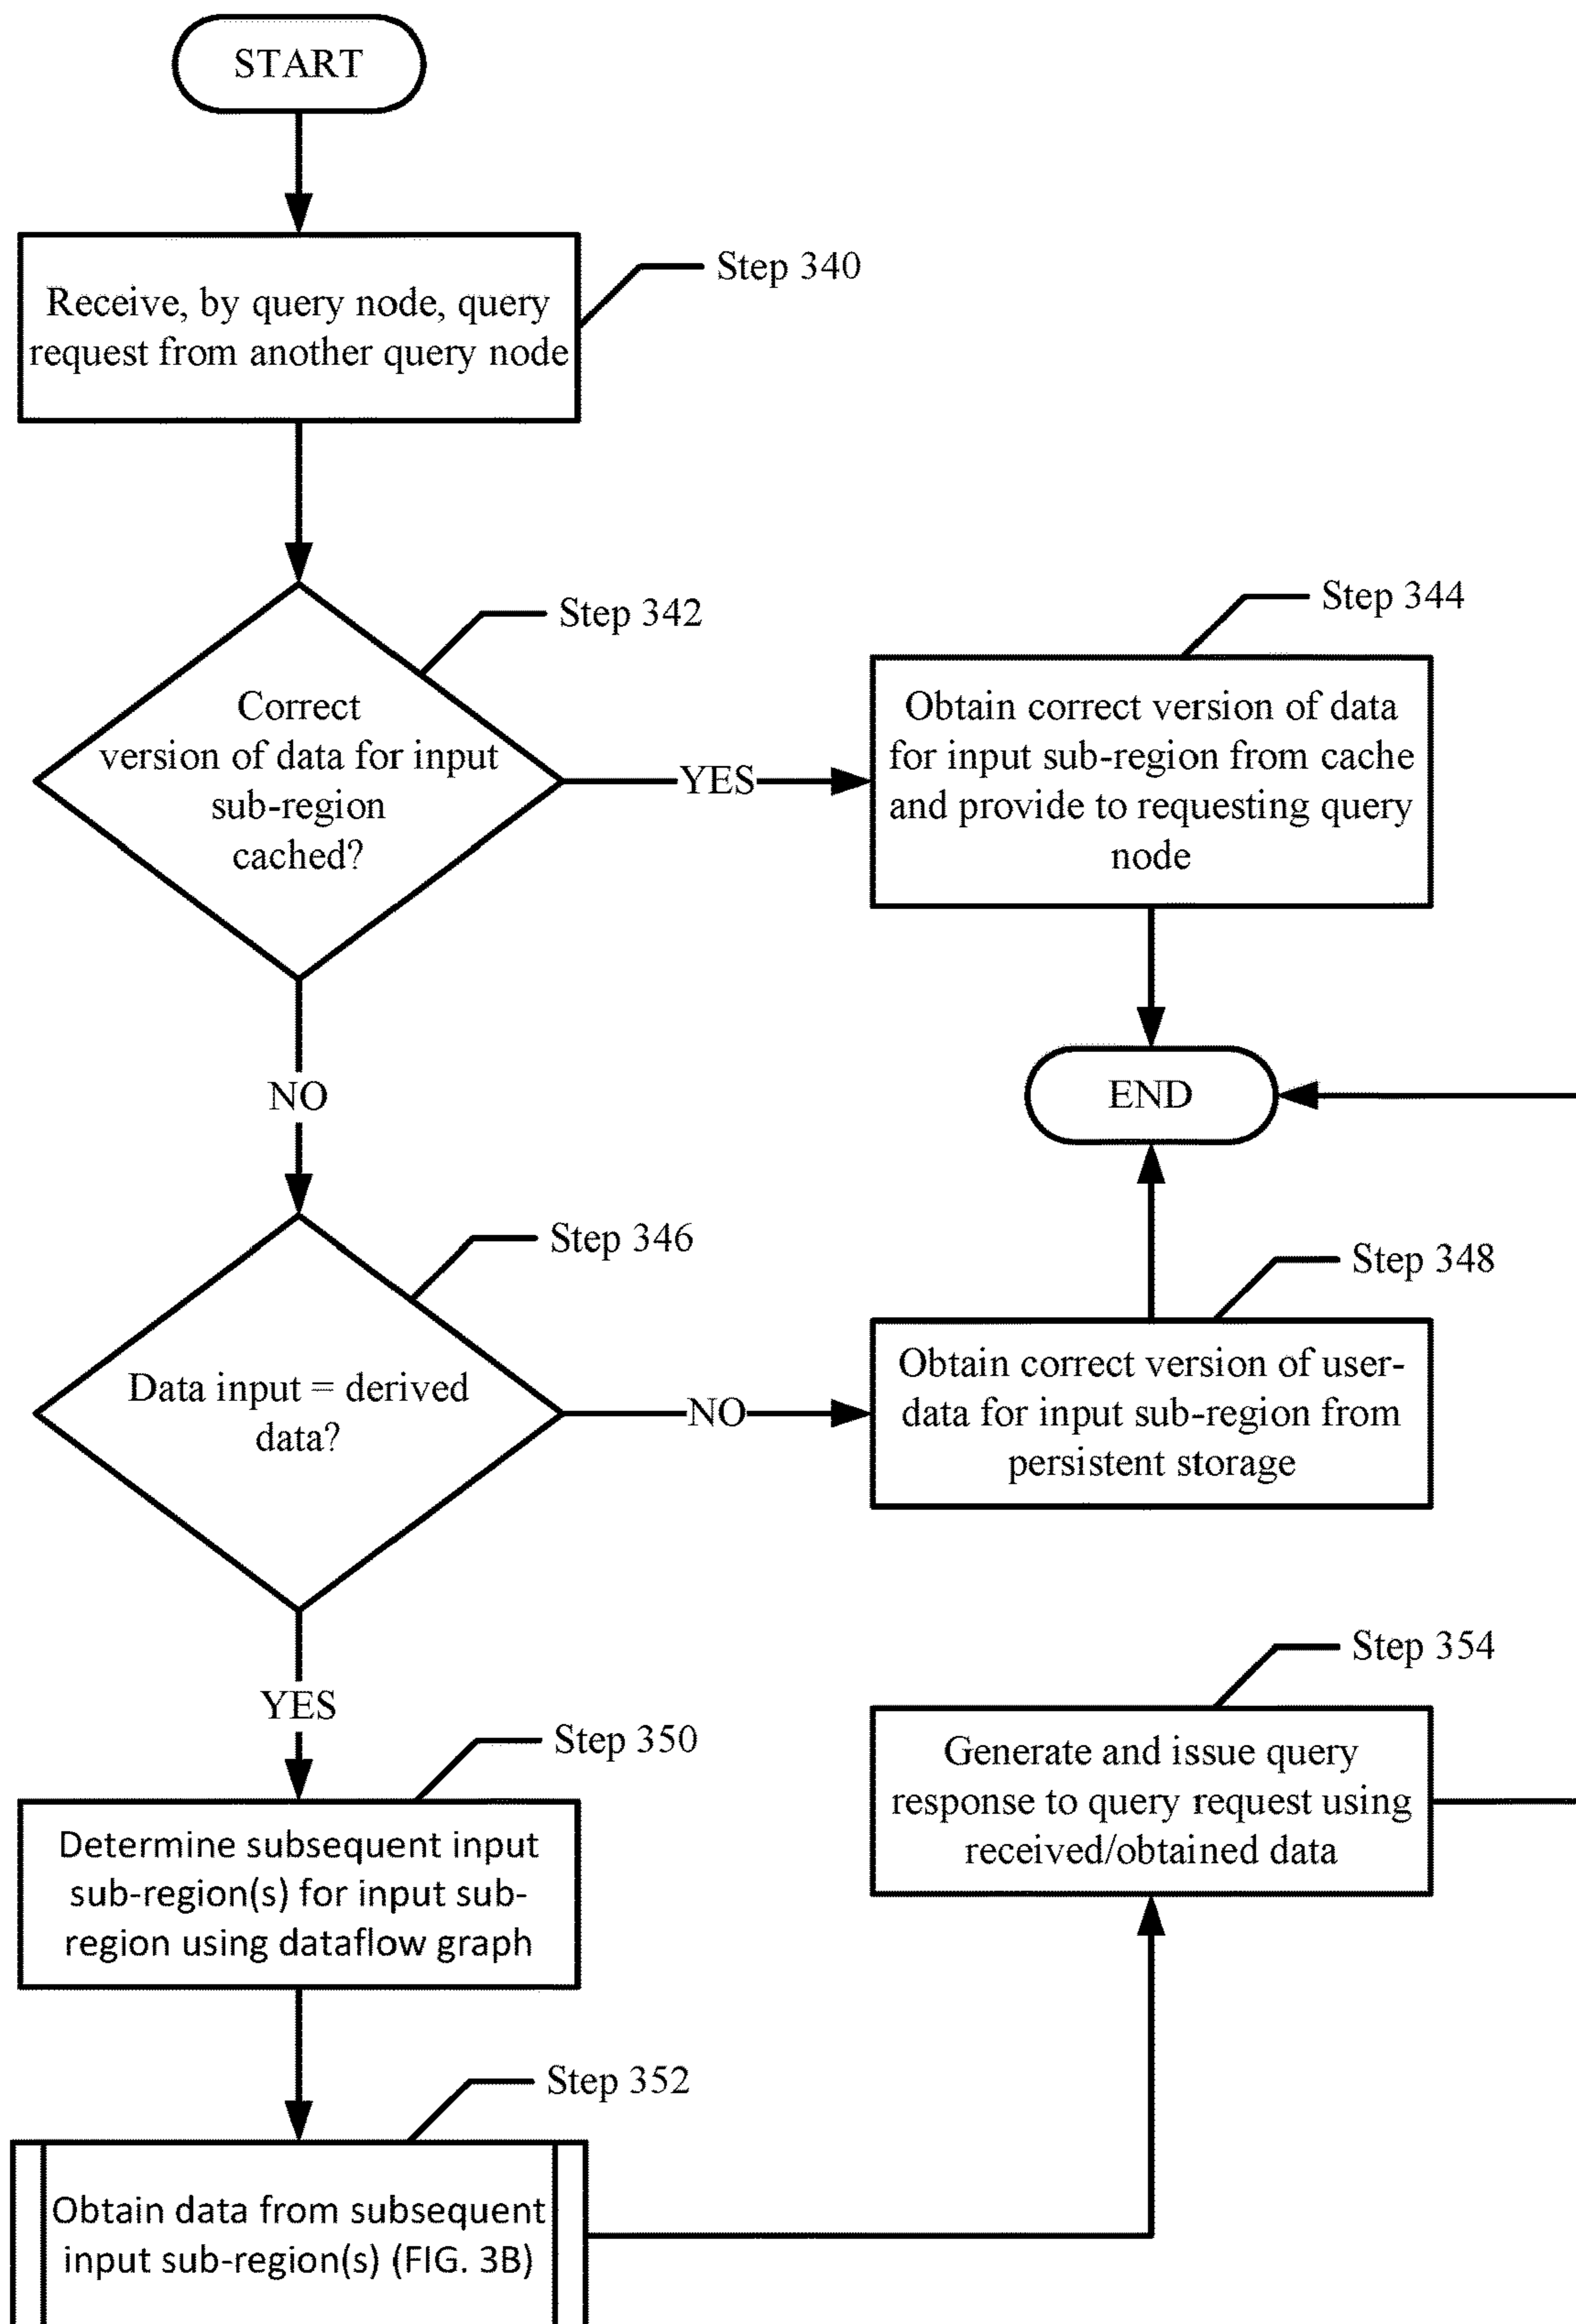 START
Step 340
Receive, by query node, query
request from another query node
Step 342
Correct
version of data for input
sub-region
cached?
YES
Step 344
Obtain correct version of data
for input sub-region from cache
and provide to requesting query
node
NO
END
Step 346
Data input = derived
data?
NO
Step 348
Obtain correct version of user-
data for input sub-region from
persistent storage
YES
Step 350
Determine subsequent input
sub-region(s) for input sub-
region using dataflow graph
Step 352
Obtain data from subsequent
input sub-region(s) (FIG. 3B)
Step 354
Generate and issue query
response to query request using
received/obtained data